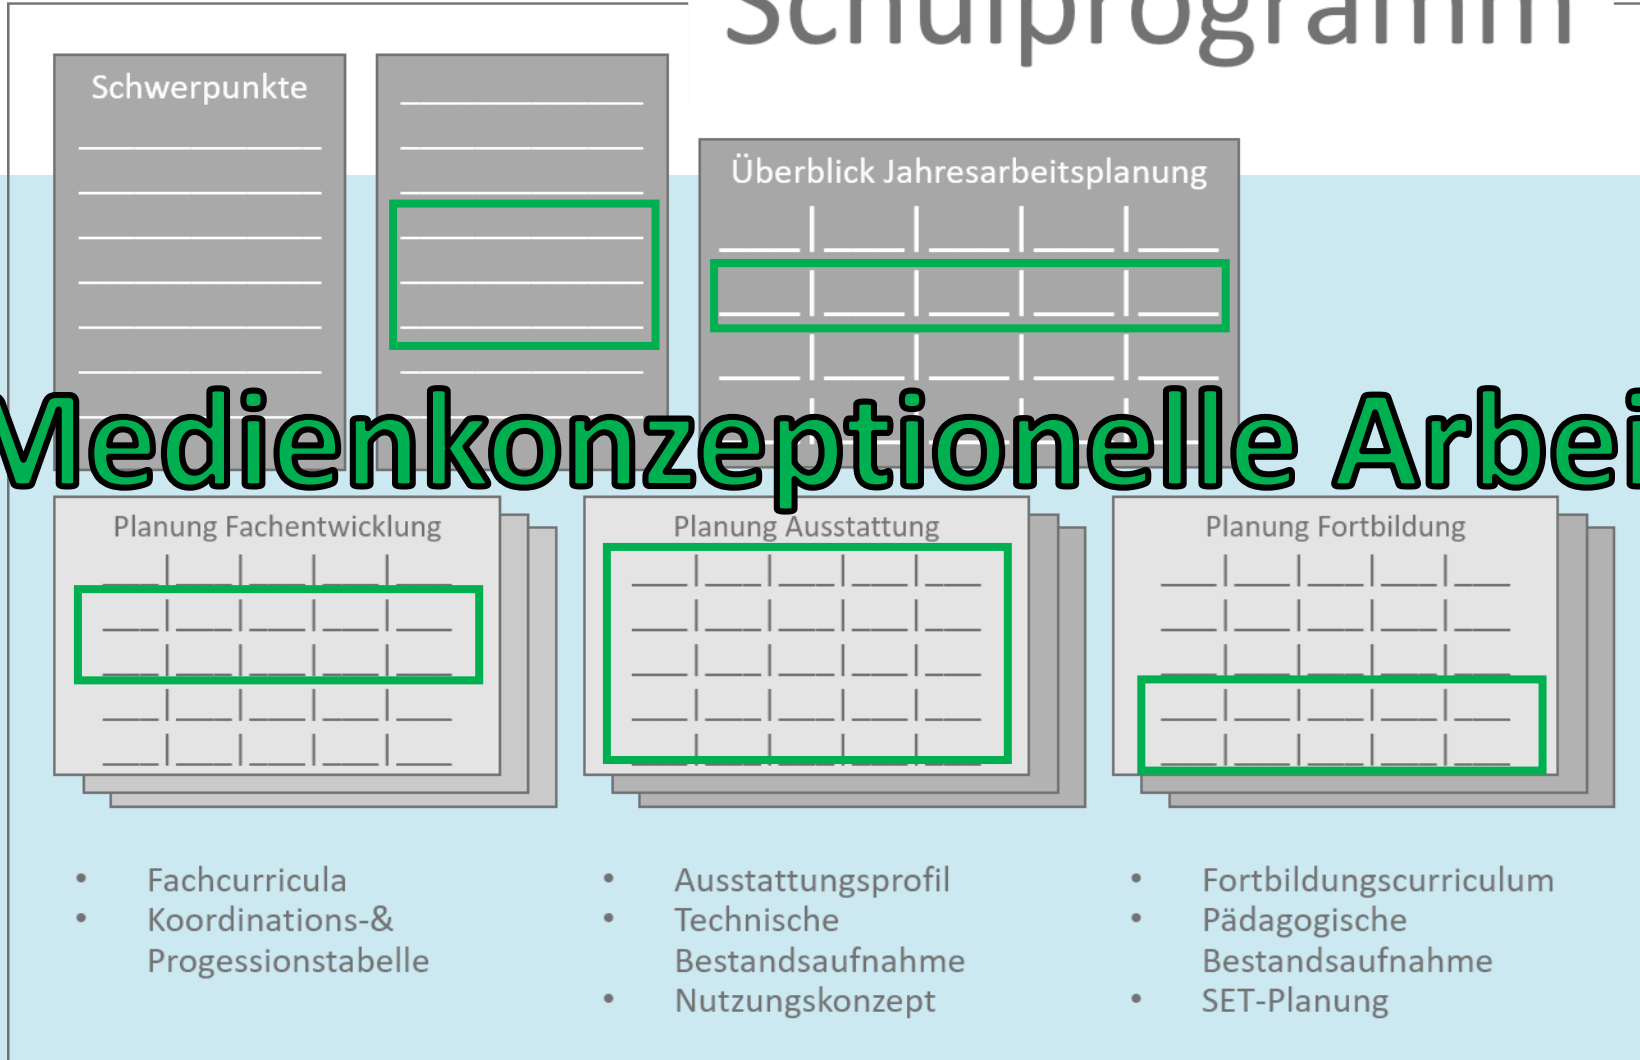 Schulprogramm
Schwerpunkte
Überblick Jahresarbeitsplanung
Medienkonzeptionelle Arbei
Planung Fachentwicklung
Planung Ausstattung
Planung Fortbildung
• Fachcurricula
• Koordinations-&
Progessionstabelle
• Ausstattungsprofil
• Technische
Bestandsaufnahme
• Nutzungskonzept
• Fortbildungscurriculum
• Pädagogische
Bestandsaufnahme
• SET-Planung